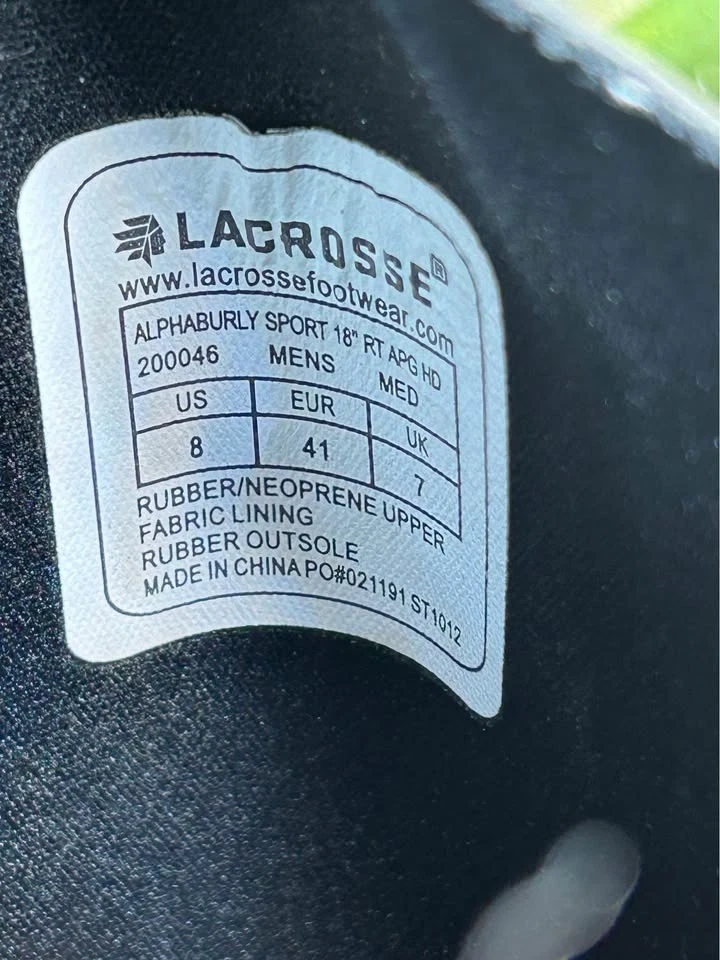 LACROSSE®
www.lacrossefootwear.com
ALPHABURLY SPORT 18" RT APG HD
200046 MENS MED
US EUR UK
8 41 7
RUBBER/NEOPRENE UPPER
FABRIC LINING
RUBBER OUTSOLE
MADE IN CHINA PO#021191 ST1012